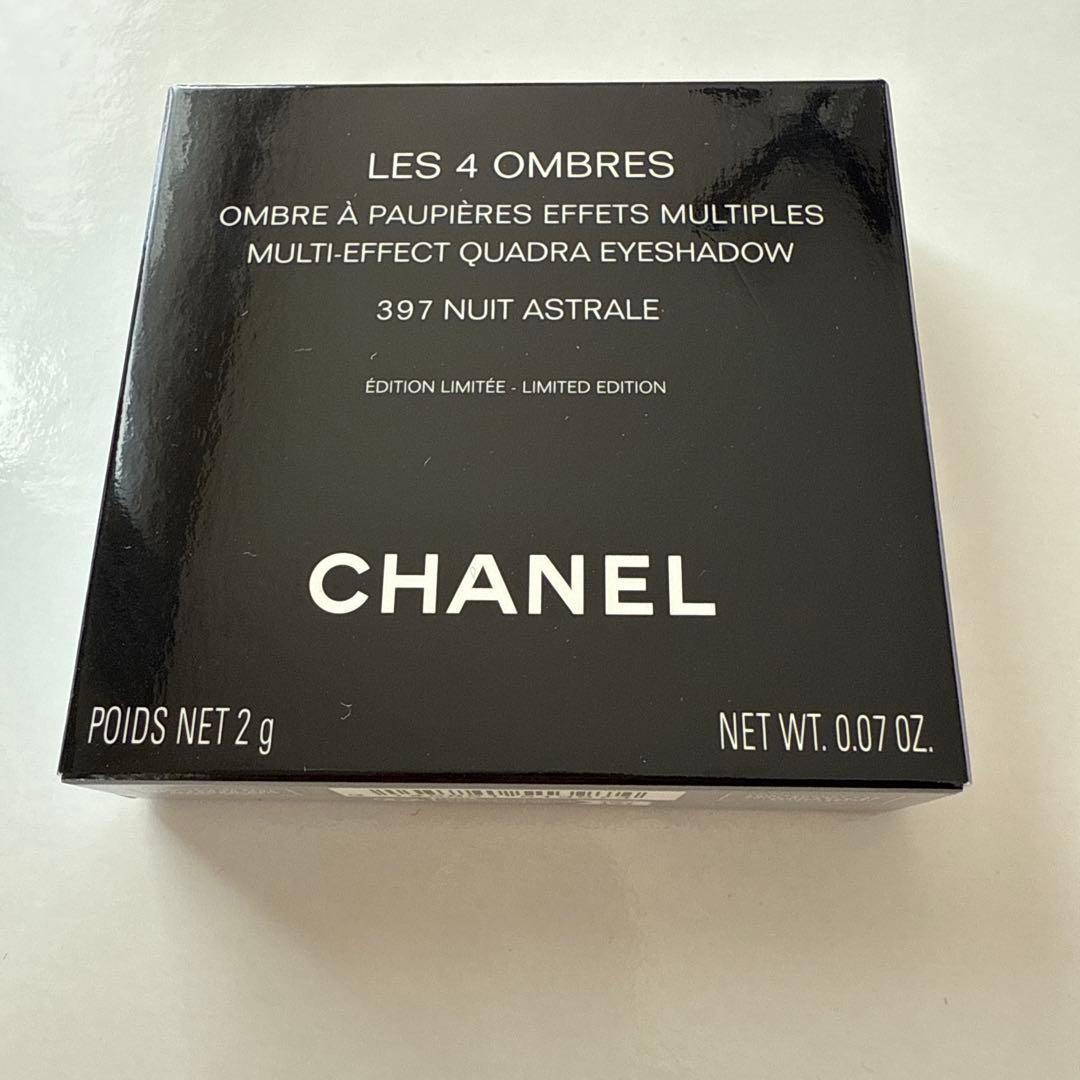 LES 4 OMBRES
OMBRE À PAUPIÈRES EFFETS MULTIPLES
MULTI-EFFECT QUADRA EYESHADOW
397 NUIT ASTRALE
ÉDITION LIMITÉE - LIMITED EDITION
CHANEL
POIDS NET 2 g
NET WT. 0.07 OZ.